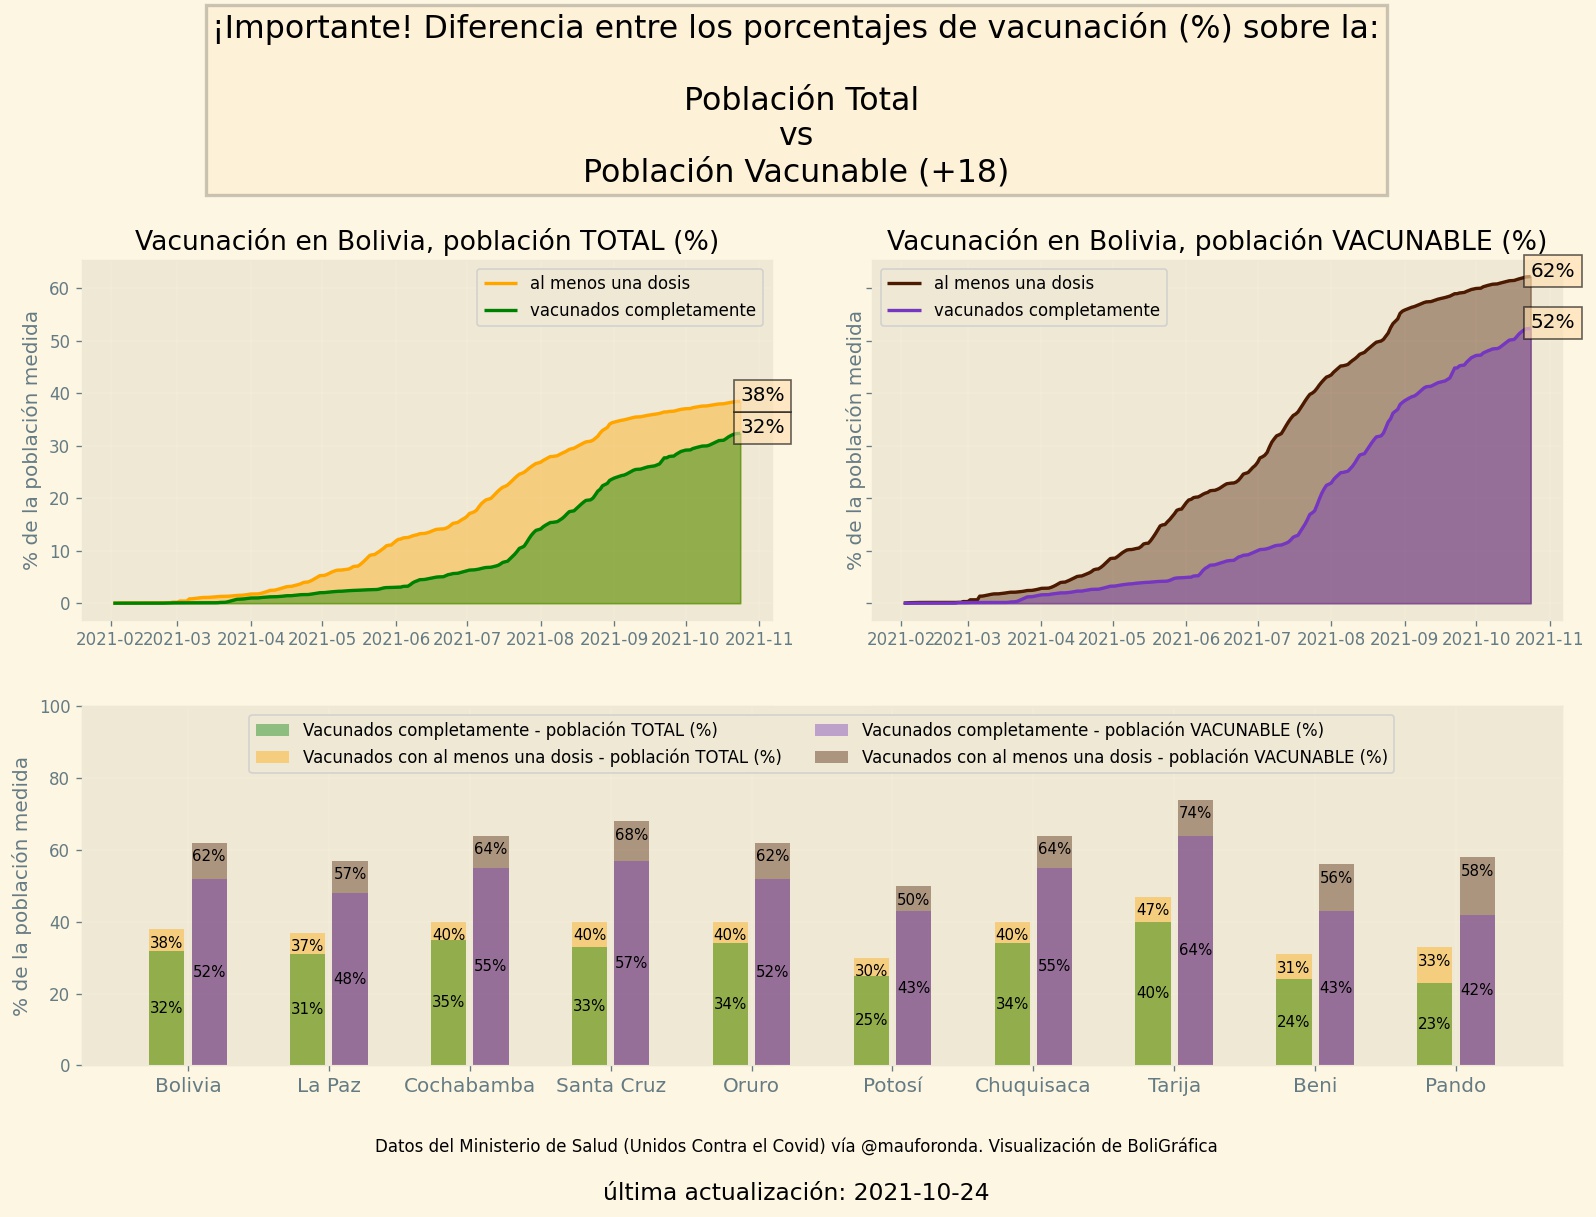 ¡Importante! Diferencia entre los porcentajes de vacunación (%) sobre la:
Población Total
vs
Población Vacunable (+18)
Vacunación en Bolivia, población TOTAL (%)
% de la población medida
60
50
40
30
20
10
0
al menos una dosis
vacunados completamente
38%
32%
2021-02 2021-03 2021-04 2021-05 2021-06 2021-07 2021-08 2021-09 2021-10 2021-11
Vacunación en Bolivia, población VACUNABLE (%)
% de la población medida
al menos una dosis
vacunados completamente
62%
52%
2021-02 2021-03 2021-04 2021-05 2021-06 2021-07 2021-08 2021-09 2021-10 2021-11
% de la población medida
100
80
60
40
20
0
Vacunados completamente - población TOTAL (%)
Vacunados con al menos una dosis - población TOTAL (%)
Vacunados completamente - población VACUNABLE (%)
Vacunados con al menos una dosis - población VACUNABLE (%)
38% 32% 62% 52%
37% 31% 57% 48%
40% 35% 64% 55%
40% 33% 68% 57%
40% 34% 62% 52%
30% 25% 50% 43%
40% 34% 64% 55%
47% 40% 74% 64%
31% 24% 56% 43%
33% 23% 58% 42%
Bolivia La Paz Cochabamba Santa Cruz Oruro Potosí Chuquisaca Tarija Beni Pando
Datos del Ministerio de Salud (Unidos Contra el Covid) vía @mauforonda. Visualización de BoliGráfica
última actualización: 2021-10-24